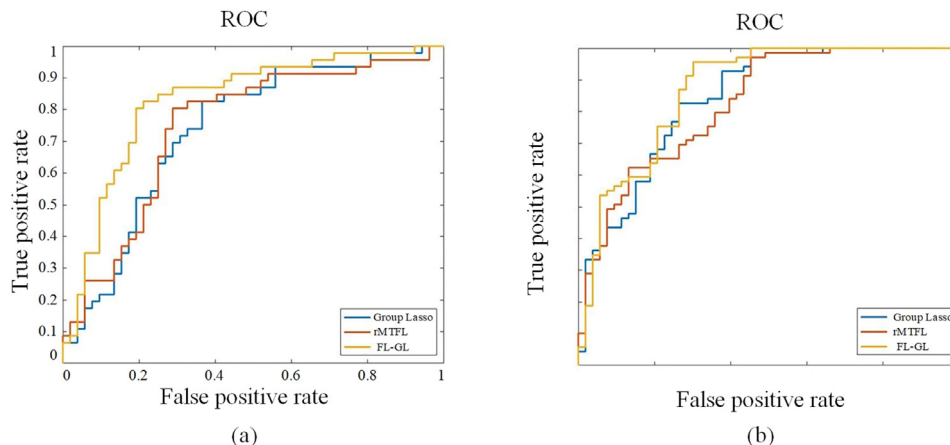 ROC
True positive rate
1
0.9
0.8
0.7
0.6
0.5
0.4
0.3
0.2
0.1
0
0
0.2
0.4
0.6
0.8
1
Group Lasso
rMTFL
FL-GL
False positive rate
(a)
ROC
True positive rate
Group Lasso
rMTFL
FL-GL
False positive rate
(b)